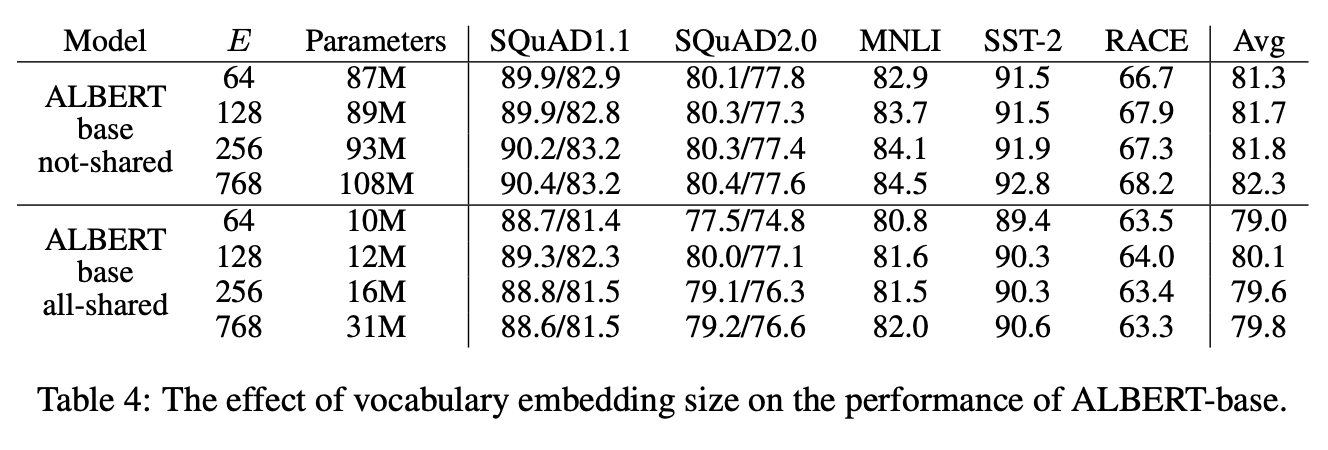 Model E Parameters SQuAD1.1 SQuAD2.0 MNLI SST-2 RACE Avg
ALBERT base not-shared
64 87M 89.9/82.9 80.1/77.8 82.9 91.5 66.7 81.3
128 89M 89.9/82.8 80.3/77.3 83.7 91.5 67.9 81.7
256 93M 90.2/83.2 80.3/77.4 84.1 91.9 67.3 81.8
768 108M 90.4/83.2 80.4/77.6 84.5 92.8 68.2 82.3
ALBERT base all-shared
64 10M 88.7/81.4 77.5/74.8 80.8 89.4 63.5 79.0
128 12M 89.3/82.3 80.0/77.1 81.6 90.3 64.0 80.1
256 16M 88.8/81.5 79.1/76.3 81.5 90.3 63.4 79.6
768 31M 88.6/81.5 79.2/76.6 82.0 90.6 63.3 79.8
Table 4: The effect of vocabulary embedding size on the performance of ALBERT-base.